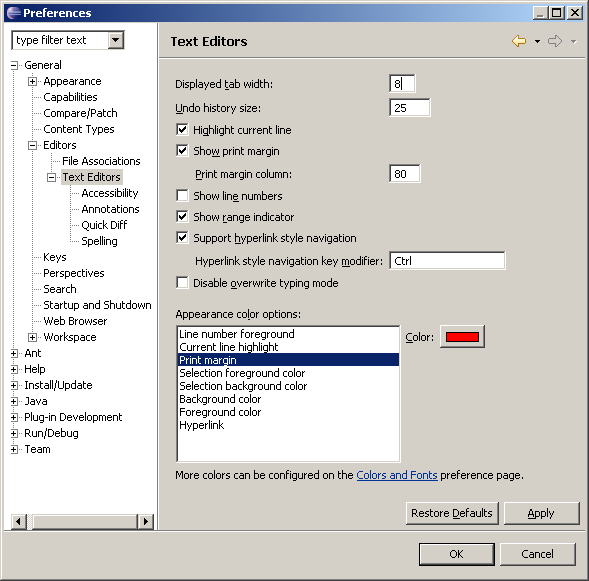 Preferences
type filter text
General
Appearance
Capabilities
Compare/Patch
Content Types
Editors
File Associations
Text Editors
Accessibility
Annotations
Quick Diff
Spelling
Keys
Perspectives
Search
Startup and Shutdown
Web Browser
Workspace
Ant
Help
Install/Update
Java
Plug-in Development
Run/Debug
Team
Text Editors
Displayed tab width: 8
Undo history size: 25
Highlight current line
Show print margin
Print margin column: 80
Show line numbers
Show range indicator
Support hyperlink style navigation
Hyperlink style navigation key modifier: Ctrl
Disable overwrite typing mode
Appearance color options:
Line number foreground
Current line highlight
Print margin
Selection foreground color
Selection background color
Background color
Foreground color
Hyperlink
Color:
More colors can be configured on the Colors and Fonts preference page.
Restore Defaults Apply
OK Cancel